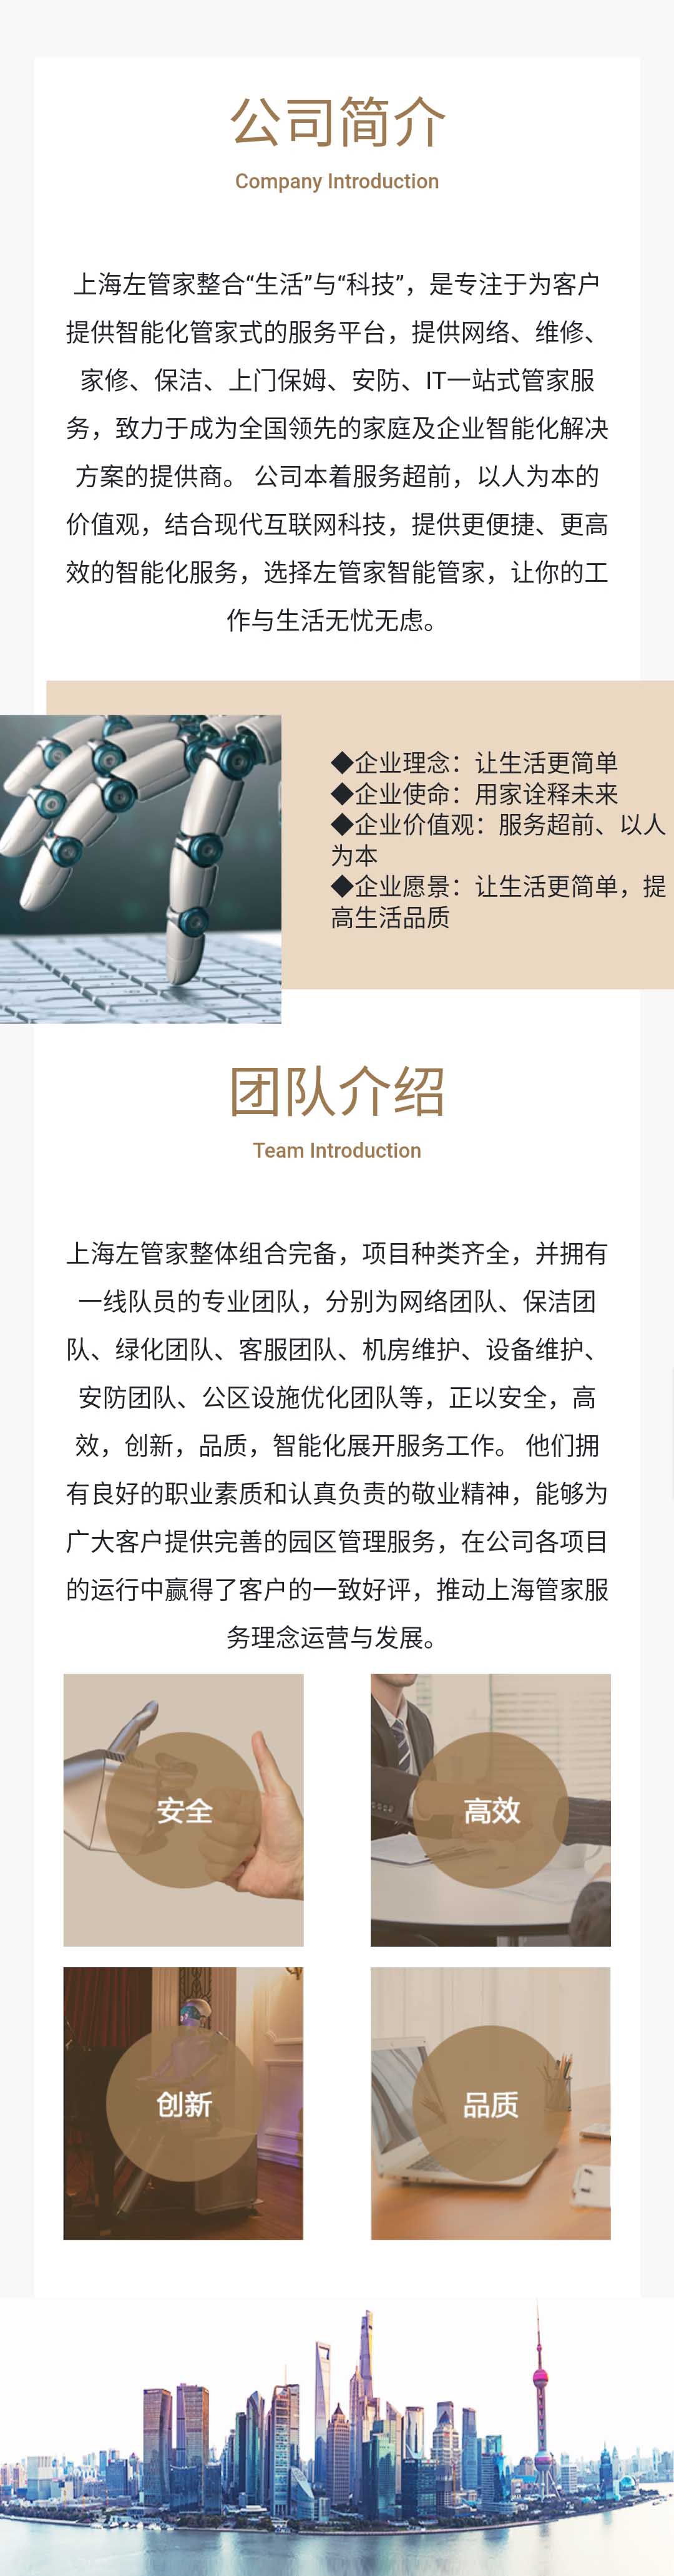 公司简介
Company Introduction
上海左管家整合“生活”与“科技”，是专注于为客户
提供智能化管家式的服务平台，提供网络、维修、
家修、保洁、上门保姆、安防、IT一站式管家服
务，致力于成为全国领先的家庭及企业智能化解决
方案的提供商。 公司本着服务超前，以人为本的
价值观，结合现代互联网科技，提供更便捷、更高
效的智能化服务，选择左管家智能管家，让你的工
作与生活无忧无虑。
◆企业理念：让生活更简单
◆企业使命：用家诠释未来
◆企业价值观：服务超前、以人
为本
◆企业愿景：让生活更简单，提
高生活品质
团队介绍
Team Introduction
上海左管家整体组合完备，项目种类齐全，并拥有
一线队员的专业团队，分别为网络团队、保洁团
队、绿化团队、客服团队、机房维护、设备维护、
安防团队、公区设施优化团队等，正以安全，高
效，创新，品质，智能化展开服务工作。 他们拥
有良好的职业素质和认真负责的敬业精神，能够为
广大客户提供完善的园区管理服务，在公司各项目
的运行中赢得了客户的一致好评，推动上海管家服
务理念运营与发展。
安全
高效
创新
品质